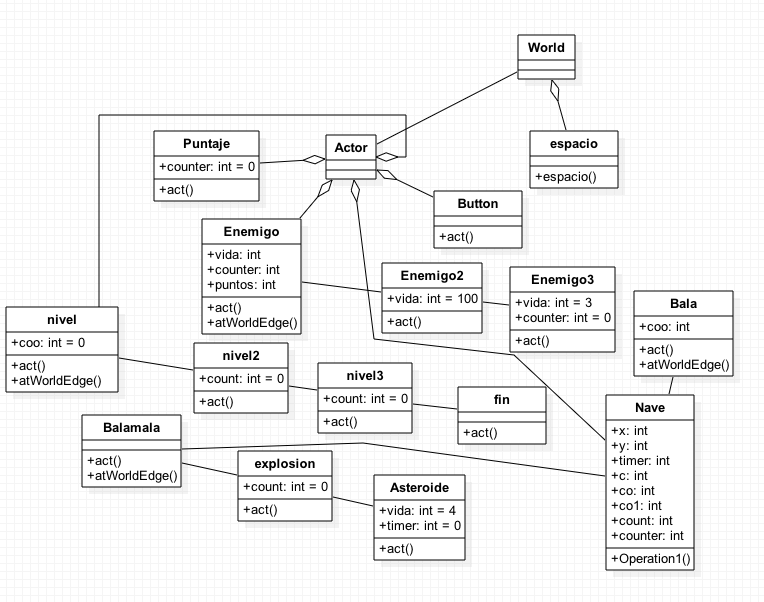 World
Puntaje
+counter: int = 0
+act()
Actor
espacio
+espacio()
Button
+act()
Enemigo
+vida: int
+counter: int
+puntos: int
+act()
+atWorldEdge()
Enemigo2
+vida: int = 100
+act()
Enemigo3
+vida: int = 3
+counter: int = 0
+act()
Bala
+coo: int
+act()
+atWorldEdge()
nivel
+coo: int = 0
+act()
+atWorldEdge()
nivel2
+count: int = 0
+act()
nivel3
+count: int = 0
+act()
fin
+act()
Nave
+x: int
+y: int
+timer: int
+c: int
+co: int
+co1: int
+count: int
+counter: int
+Operation1()
Balamala
+act()
+atWorldEdge()
explosion
+count: int = 0
+act()
Asteroide
+vida: int = 4
+timer: int = 0
+act()